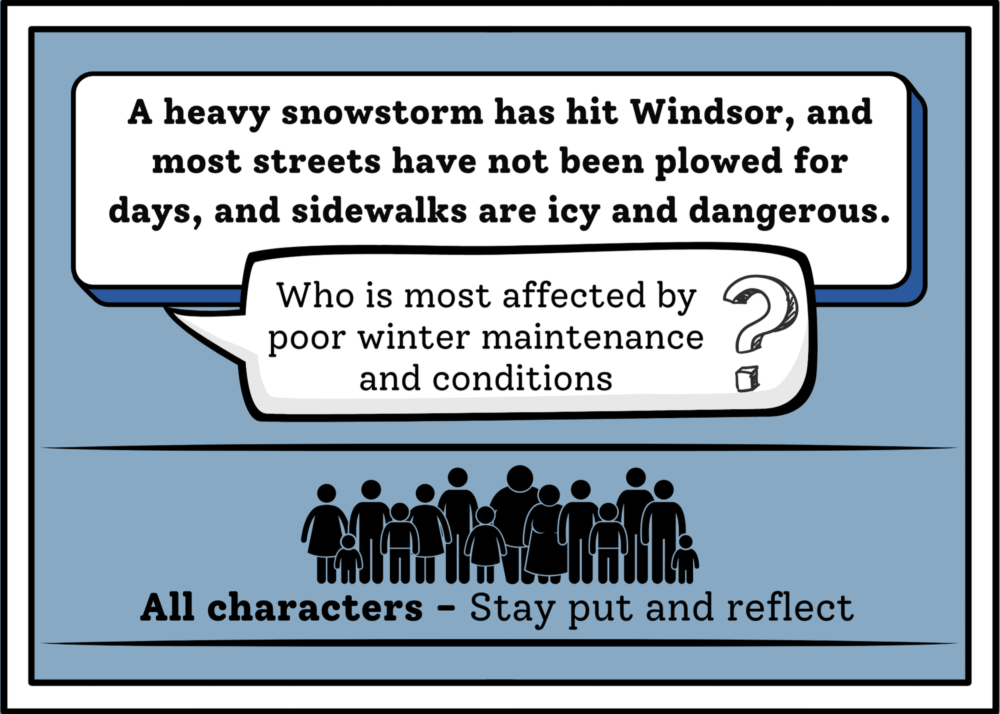 A heavy snowstorm has hit Windsor, and
most streets have not been plowed for
days, and sidewalks are icy and dangerous.
Who is most affected by
poor winter maintenance
and conditions ?
All characters – Stay put and reflect